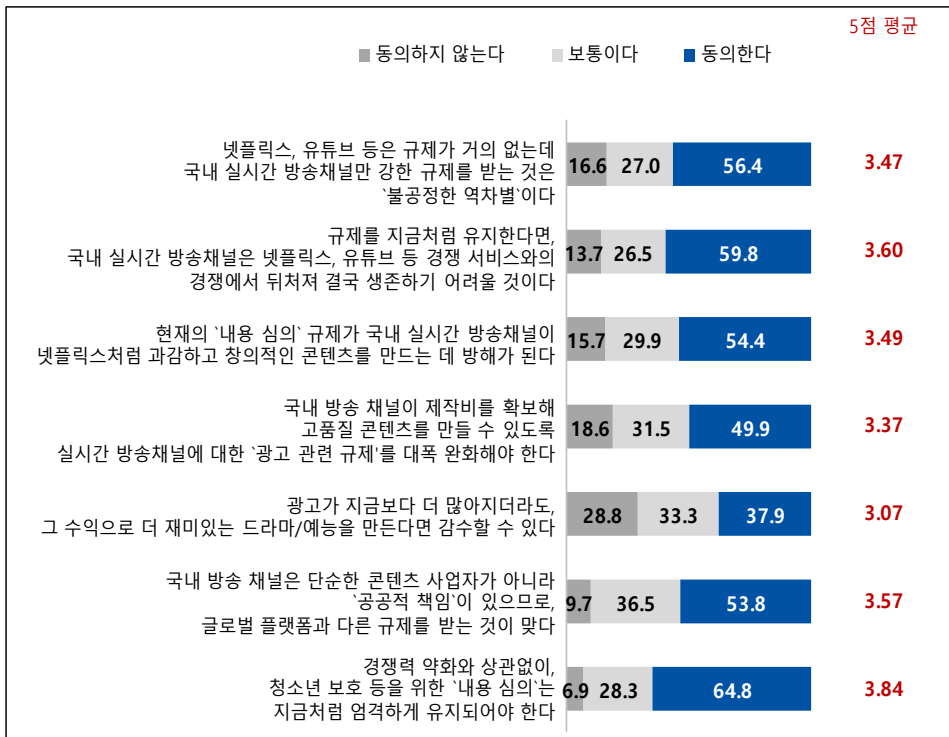 5점 평균
동의하지 않는다 보통이다 동의한다
넷플릭스, 유튜브 등은 규제가 거의 없는데
국내 실시간 방송채널만 강한 규제를 받는 것은
`불공정한 역차별`이다
16.6 27.0 56.4 3.47
규제를 지금처럼 유지한다면,
국내 실시간 방송채널은 넷플릭스, 유튜브 등 경쟁 서비스와의
경쟁에서 뒤처져 결국 생존하기 어려울 것이다
13.7 26.5 59.8 3.60
현재의 `내용 심의` 규제가 국내 실시간 방송채널이
넷플릭스처럼 과감하고 창의적인 콘텐츠를 만드는 데 방해가 된다
15.7 29.9 54.4 3.49
국내 방송 채널이 제작비를 확보해
고품질 콘텐츠를 만들 수 있도록
실시간 방송채널에 대한 `광고 관련 규제'를 대폭 완화해야 한다
18.6 31.5 49.9 3.37
광고가 지금보다 더 많아지더라도,
그 수익으로 더 재미있는 드라마/예능을 만든다면 감수할 수 있다
28.8 33.3 37.9 3.07
국내 방송 채널은 단순한 콘텐츠 사업자가 아니라
`공공적 책임`이 있으므로,
글로벌 플랫폼과 다른 규제를 받는 것이 맞다
9.7 36.5 53.8 3.57
경쟁력 약화와 상관없이,
청소년 보호 등을 위한 `내용 심의`는
지금처럼 엄격하게 유지되어야 한다
6.9 28.3 64.8 3.84